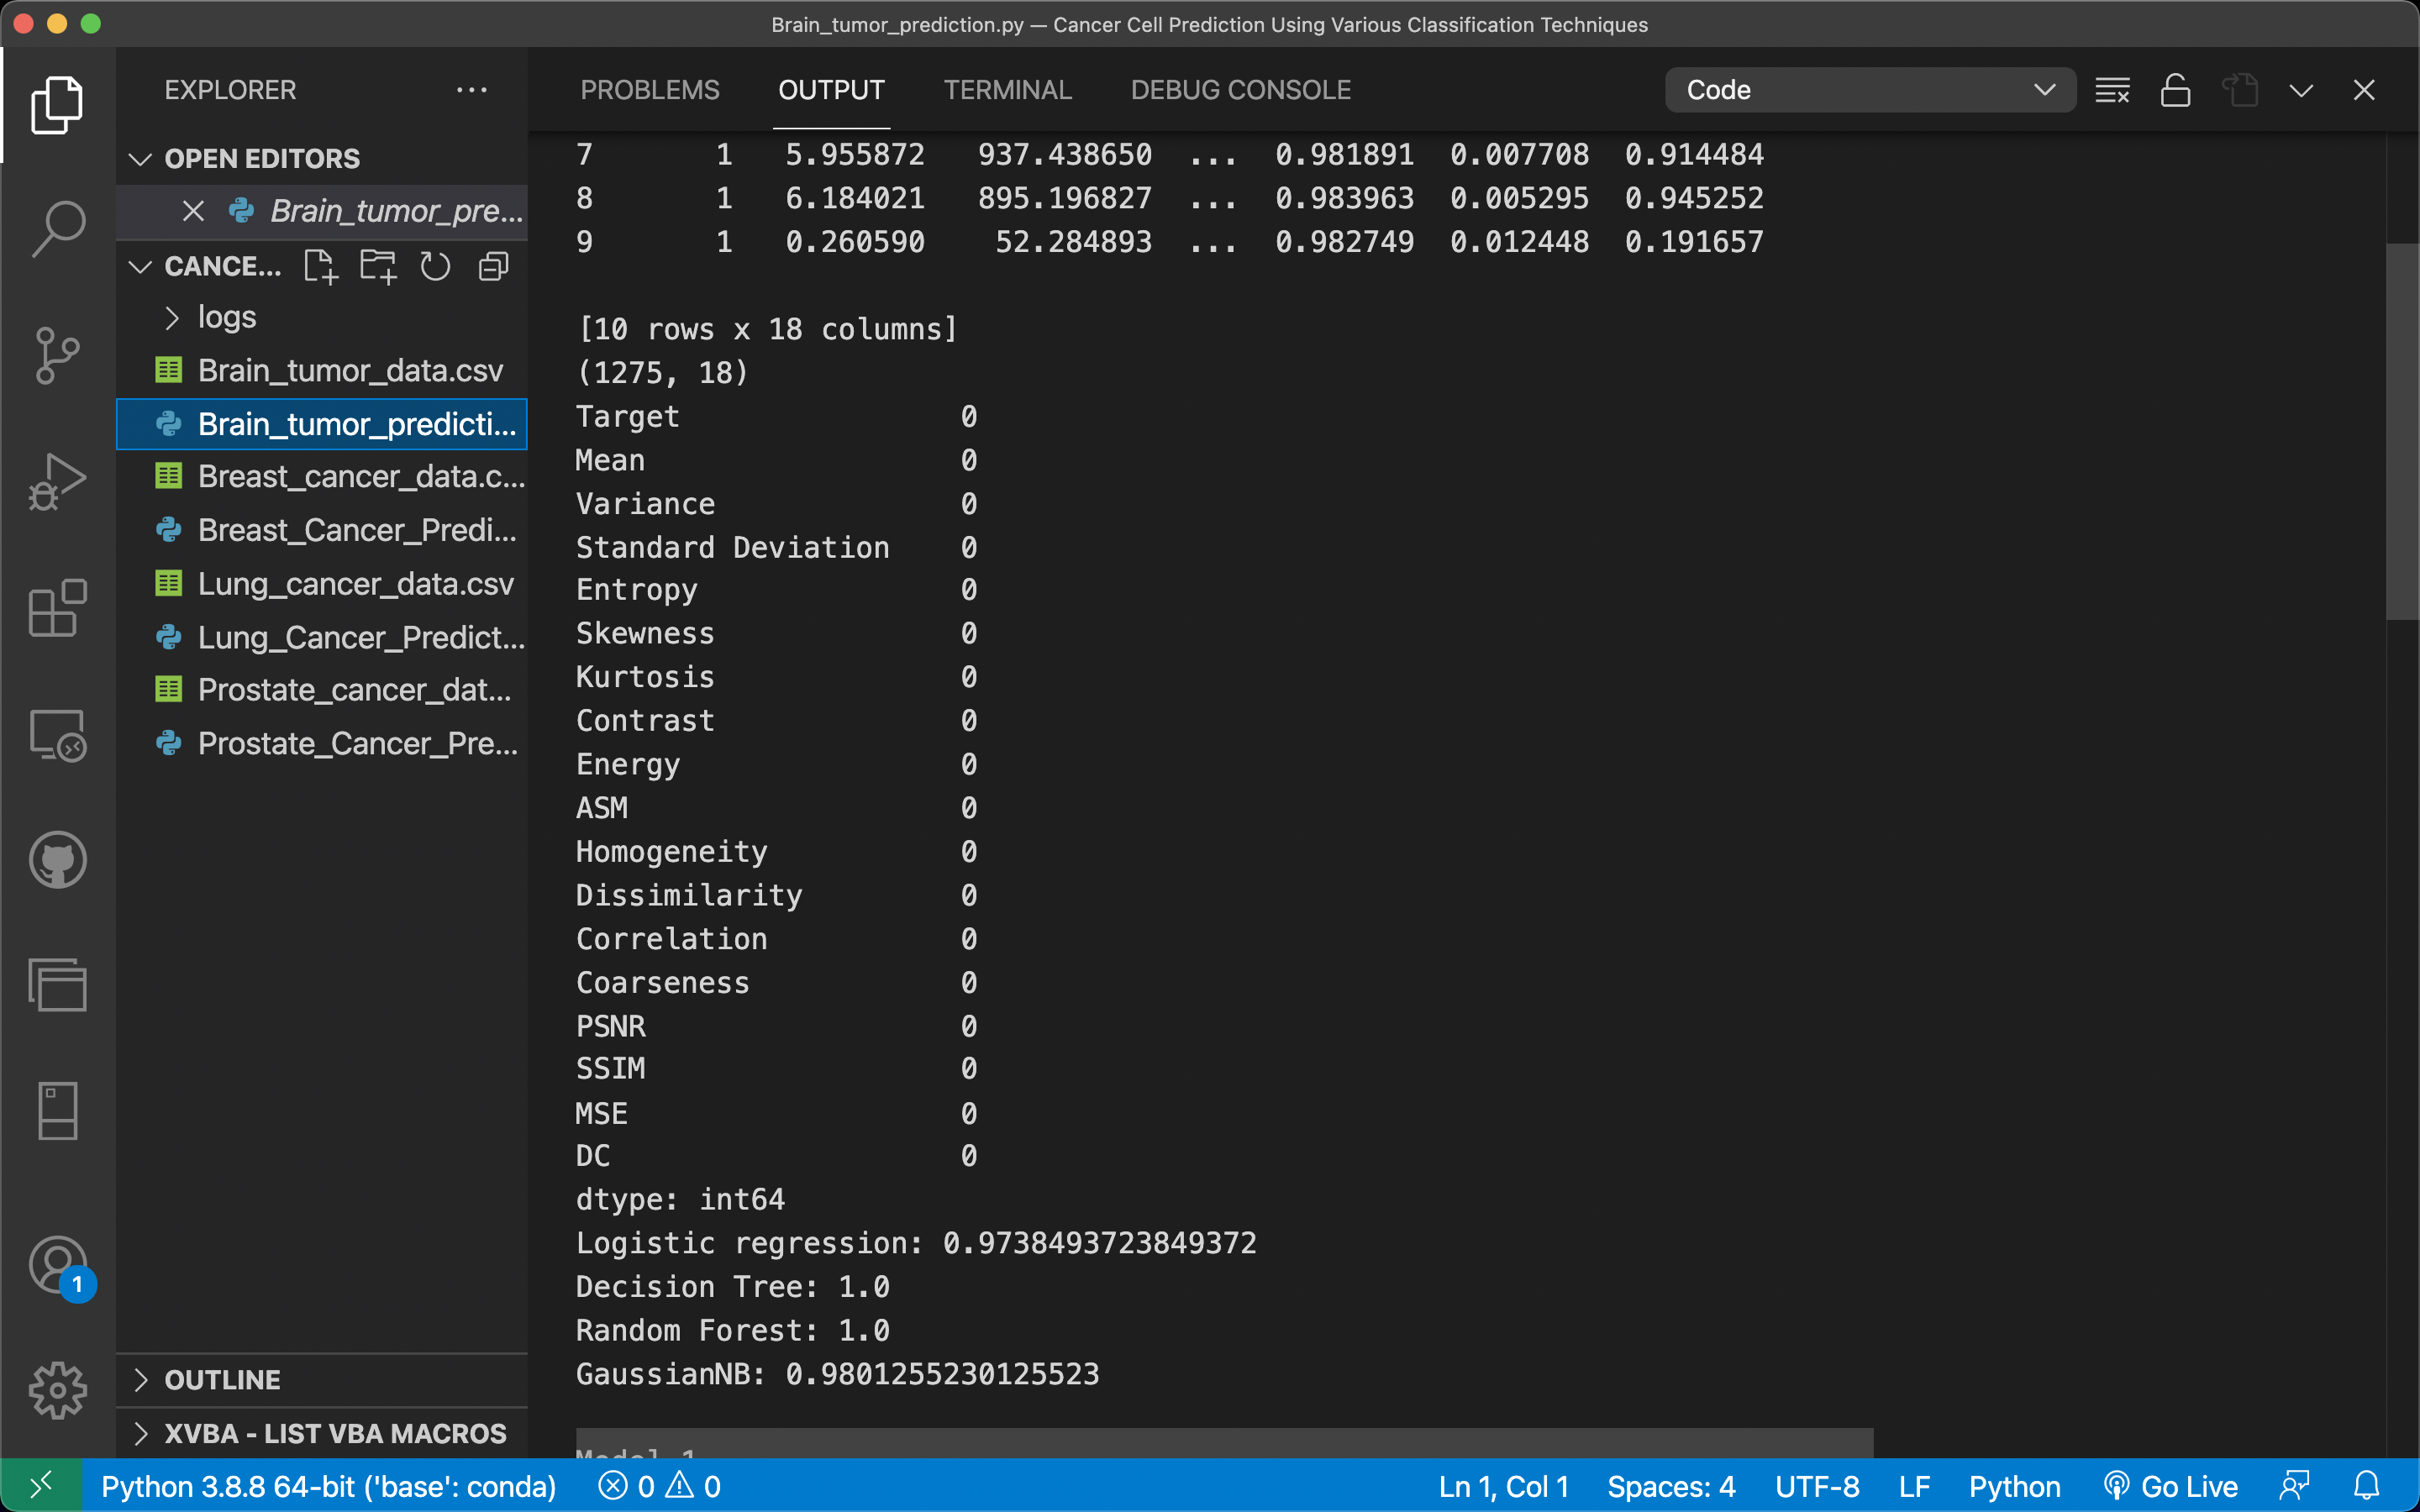 Brain_tumor_prediction.py — Cancer Cell Prediction Using Various Classification Techniques
EXPLORER
OPEN EDITORS
Brain_tumor_pre...
CANCE...
logs
Brain_tumor_data.csv
Brain_tumor_predicti...
Breast_cancer_data.c...
Breast_Cancer_Predi...
Lung_cancer_data.csv
Lung_Cancer_Predict...
Prostate_cancer_dat...
Prostate_Cancer_Pre...
OUTLINE
XVBA - LIST VBA MACROS
1
PROBLEMS OUTPUT TERMINAL DEBUG CONSOLE Code
7 1 5.955872 937.438650 ... 0.981891 0.007708 0.914484
8 1 6.184021 895.196827 ... 0.983963 0.005295 0.945252
9 1 0.260590 52.284893 ... 0.982749 0.012448 0.191657
[10 rows x 18 columns]
(1275, 18)
Target 0
Mean 0
Variance 0
Standard Deviation 0
Entropy 0
Skewness 0
Kurtosis 0
Contrast 0
Energy 0
ASM 0
Homogeneity 0
Dissimilarity 0
Correlation 0
Coarseness 0
PSNR 0
SSIM 0
MSE 0
DC 0
dtype: int64
Logistic regression: 0.9738493723849372
Decision Tree: 1.0
Random Forest: 1.0
GaussianNB: 0.9801255230125523
Model 1
Python 3.8.8 64-bit ('base': conda) 0 0 Ln 1, Col 1 Spaces: 4 UTF-8 LF Python Go Live